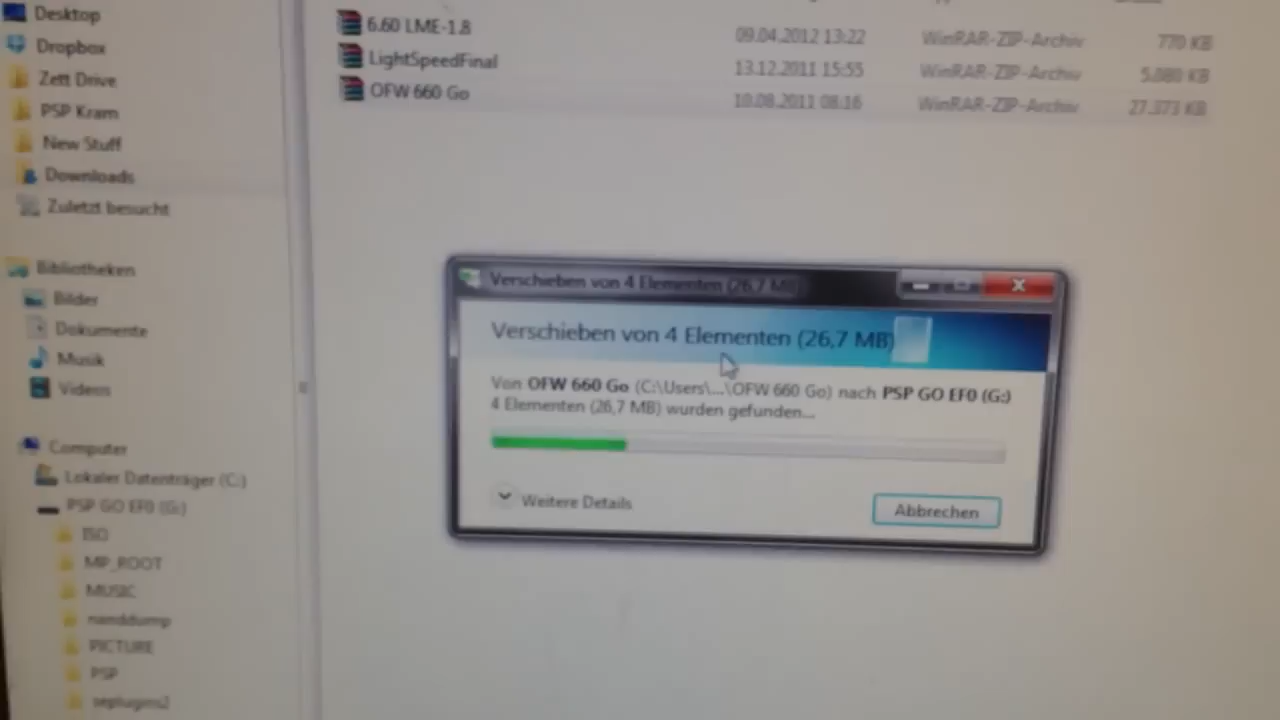 Desktop
Dropbox
Zett Drive
PSP Kram
New Stuff
Downloads
Zuletzt besucht
Bibliotheken
Bilder
Dokumente
Musik
Videos
Computer
Lokaler Datenträger (C:)
PSP GO EF0 (G:)
ISO
MP_ROOT
MUSIC
nanddump
PICTURE
PSP
seplugins2
6.60 LME-1.8 09.04.2012 13:22 WinRAR-ZIP-Archiv 770 KB
LightSpeedFinal 13.12.2011 15:55 WinRAR-ZIP-Archiv 5.080 KB
OFW 660 Go 10.08.2011 08:16 WinRAR-ZIP-Archiv 27.373 KB
Verschieben von 4 Elementen (26,7 MB)
Verschieben von 4 Elementen (26,7 MB)
Von OFW 660 Go (C:\Users\...\OFW 660 Go) nach PSP GO EF0 (G:)
4 Elementen (26,7 MB) wurden gefunden...
Weitere Details
Abbrechen